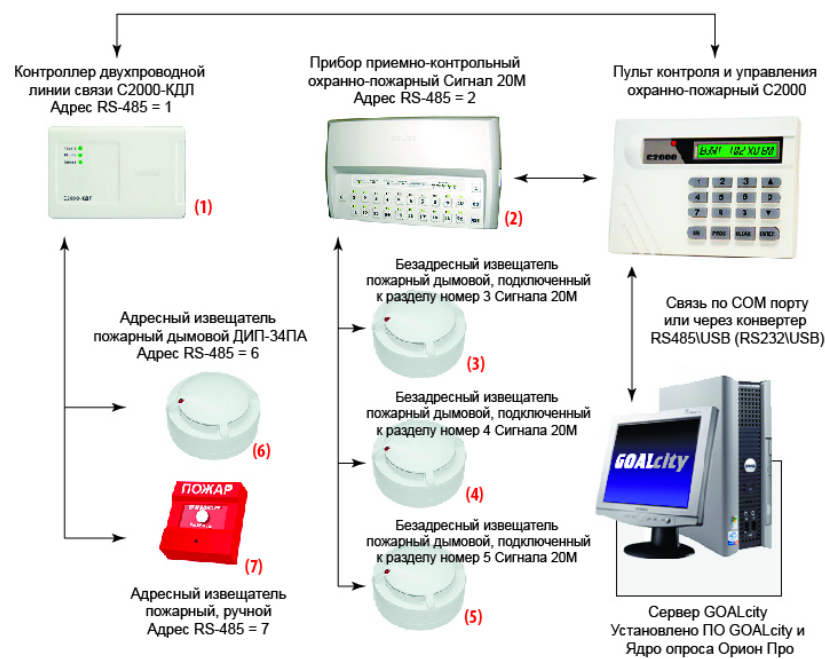 Контроллер двухпроводной
линии связи С2000-КДЛ
Адрес RS-485 = 1
Прибор приемно-контрольный
охранно-пожарный Сигнал 20М
Адрес RS-485 = 2
Пульт контроля и управления
охранно-пожарный С2000
С2000-КДЛ
(1)
(2)
С2000
1 2 3
4 5 6
7 8 9
PROG CLEAR ENTER
Безадресный извещатель
пожарный дымовой, подключенный
к разделу номер 3 Сигнала 20М
(3)
Связь по COM порту
или через конвертер
RS485\USB (RS232\USB)
Адресный извещатель
пожарный дымовой ДИП-34ПА
Адрес RS-485 = 6
(6)
Безадресный извещатель
пожарный дымовой, подключенный
к разделу номер 4 Сигнала 20М
(4)
GOALcity
ПОЖАР
(7)
Безадресный извещатель
пожарный дымовой, подключенный
к разделу номер 5 Сигнала 20М
(5)
Адресный извещатель
пожарный, ручной
Адрес RS-485 = 7
Сервер GOALcity
Установлено ПО GOALcity и
Ядро опроса Орион Про